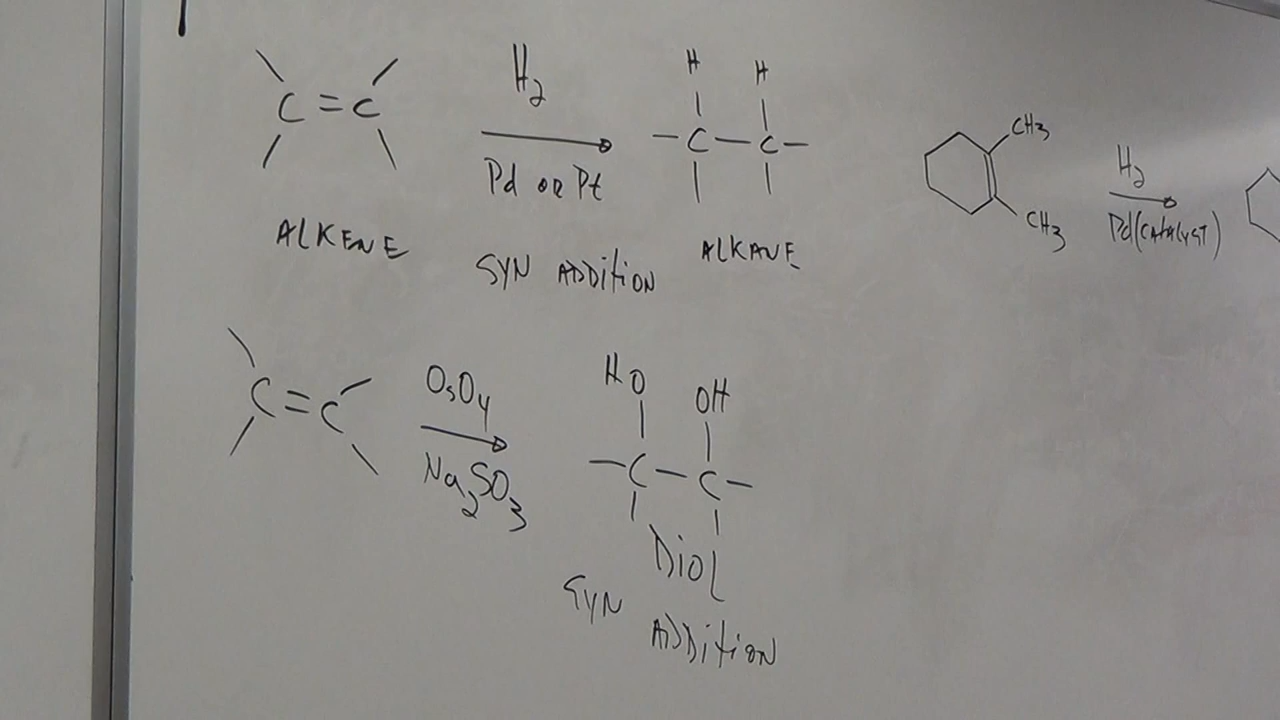 C=C
H2
Pd or Pt
H H
-C-C-
ALKENE
SYN ADDITION
ALKANE
CH3
CH3
H2
Pd(CATALYST)
C=C
OsO4
Na2SO3
HO OH
-C-C-
Diol
SYN ADDITION